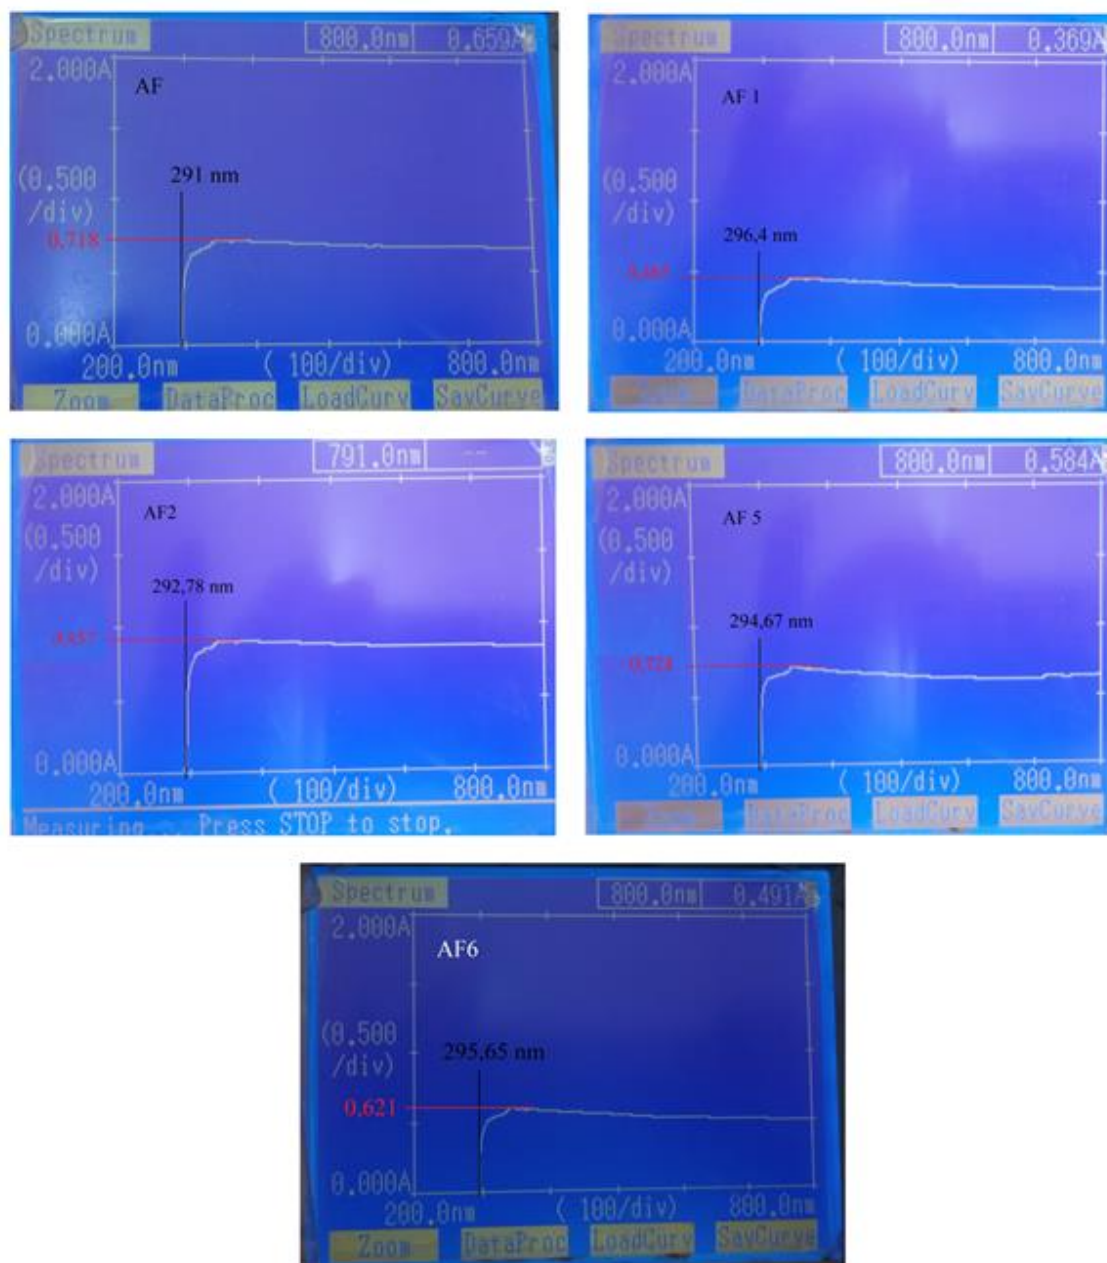 Spectrum
800.0nm 0.659A
2.000A
AF
291 nm
(0.500
/div)
0,718
0.000A
200.0nm ( 100/div) 800.0nm
Zoom DataProc LoadCurv SavCurve
Spectrum
800.0nm 0.369A
2.000A
AF 1
(0.500
/div)
296,4 nm
0.000A
200.0nm ( 100/div) 800.0nm
DataProc LoadCurv SavCurve
Spectrum
791.0nm --
2.000A
AF2
(0.500
/div)
292,78 nm
0.000A
200.0nm ( 100/div) 800.0nm
Measuring Press STOP to stop.
Spectrum
800.0nm 0.584A
2.000A
AF 5
(0.500
/div)
294,67 nm
0.000A
200.0nm ( 100/div) 800.0nm
DataProc LoadCurv SavCurve
Spectrum
800.0nm 0.491A
2.000A
AF6
(0.500
/div)
295,65 nm
0,621
0.000A
200.0nm ( 100/div) 800.0nm
Zoom DataProc LoadCurv SavCurve